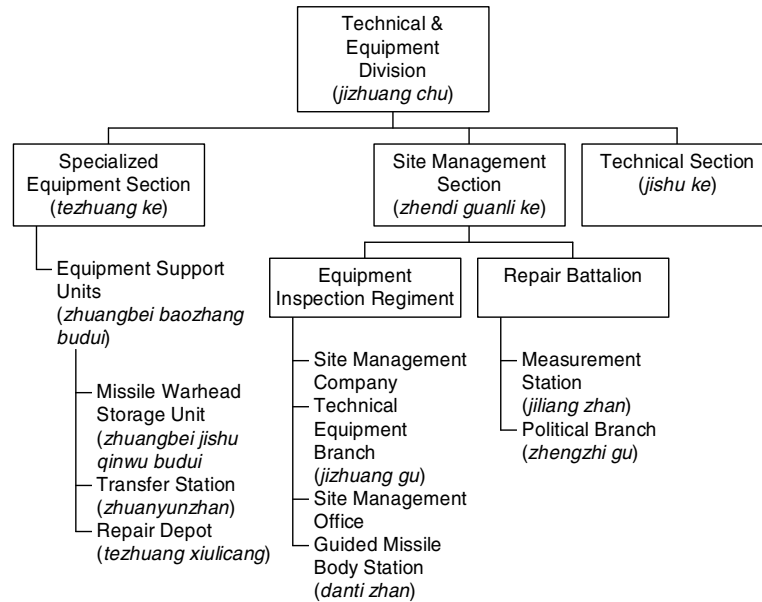 Technical &
Equipment
Division
(jizhuang chu)
Specialized
Equipment Section
(tezhuang ke)
Site Management
Section
(zhendi guanli ke)
Technical Section
(jishu ke)
Equipment Support
Units
(zhuangbei baozhang
budui)
Missile Warhead
Storage Unit
(zhuangbei jishu
qinwu budui
Transfer Station
(zhuanyunzhan)
Repair Depot
(tezhuang xiulicang)
Equipment
Inspection Regiment
Site Management
Company
Technical
Equipment
Branch
(jizhuang gu)
Site Management
Office
Guided Missile
Body Station
(danti zhan)
Repair Battalion
Measurement
Station
(jiliang zhan)
Political Branch
(zhengzhi gu)